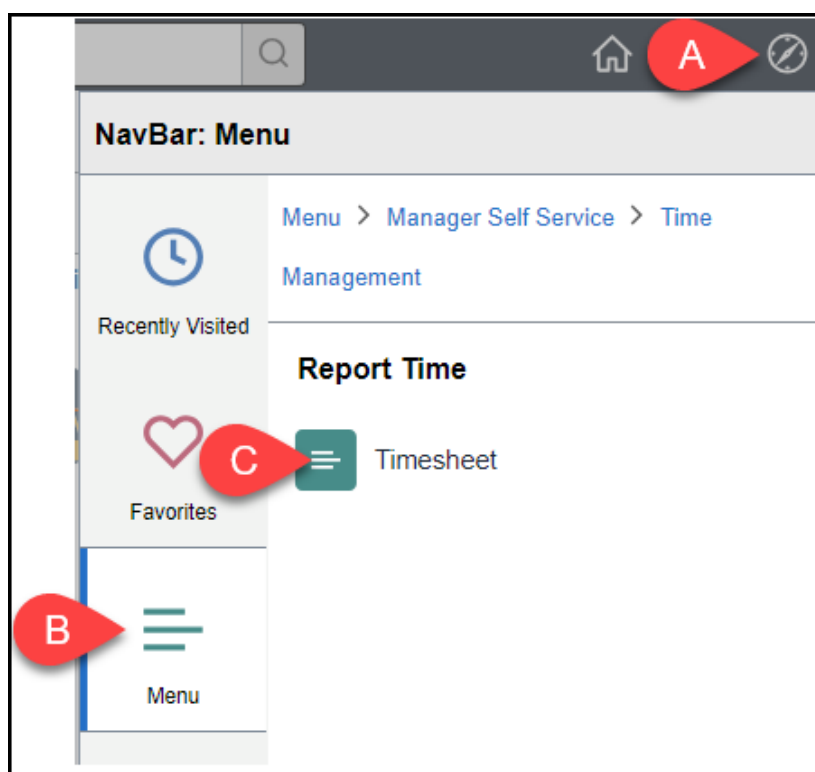 A
NavBar: Menu
Menu > Manager Self Service > Time
Management
Recently Visited
Report Time
C
Timesheet
Favorites
B
Menu